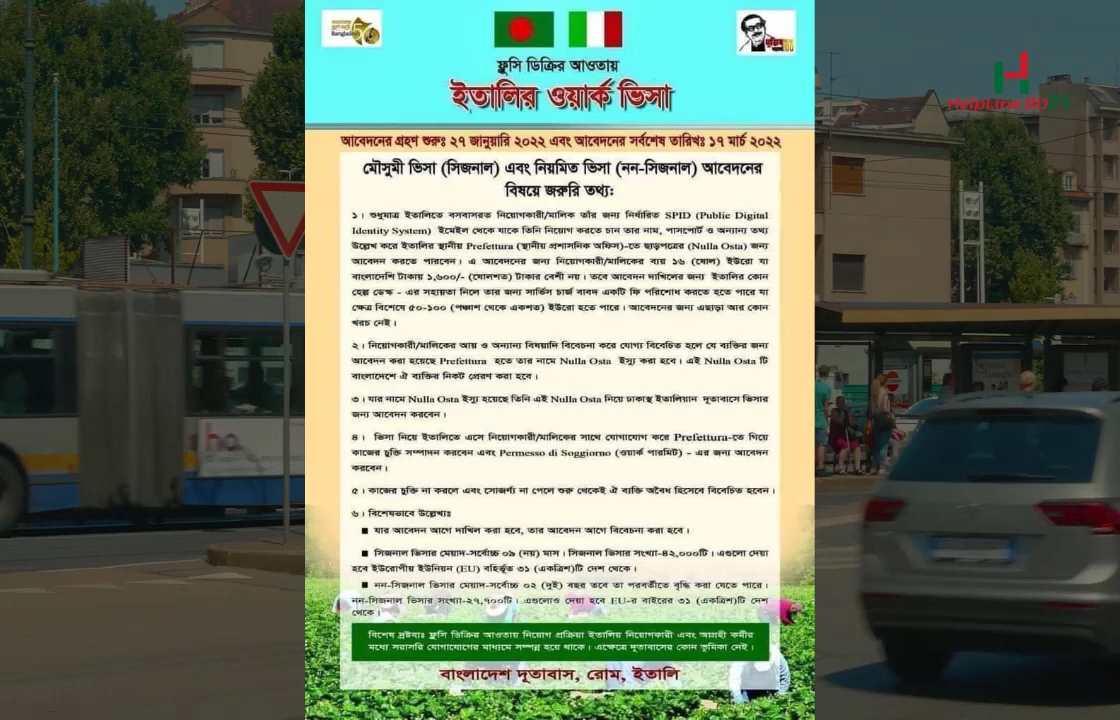 Bangladesh 50
HelpLine BD24
ফ্লুসি ডিক্রির আওতায়
ইতালির ওয়ার্ক ভিসা
আবেদনের গ্রহণ শুরুঃ ২৭ জানুয়ারি ২০২২ এবং আবেদনের সর্বশেষ তারিখঃ ১৭ মার্চ ২০২২
মৌসুমী ভিসা (সিজনাল) এবং নিয়মিত ভিসা (নন-সিজনাল) আবেদনের
বিষয়ে জরুরি তথ্য:
১। শুধুমাত্র ইতালিতে বসবাসরত নিয়োগকারী/মালিক তাঁর জন্য নির্ধারিত SPID (Public Digital
Identity System) ইমেইল থেকে যাকে তিনি নিয়োগ করতে চান তার নাম, পাসপোর্ট ও অন্যান্য তথ্য
উল্লেখ করে ইতালির স্থানীয় Prefettura (স্থানীয় প্রশাসনিক অফিস)-তে ছাড়পত্রের (Nulla Osta) জন্য
আবেদন করতে পারবেন। এ আবেদনের জন্য নিয়োগকারী/মালিকের ব্যয় ১৬ (ষোল) ইউরো যা
বাংলাদেশি টাকায় ১,৬০০/- (ষোলশত) টাকার বেশী নয়। তবে আবেদন দাখিলের জন্য ইতালির কোন
হেল্প ডেস্ক - এর সহায়তা নিলে তার জন্য সার্ভিস চার্জ বাবদ একটি ফি পরিশোধ করতে হতে পারে যা
ক্ষেত্র বিশেষে ৫০-১০০ (পঞ্চাশ থেকে একশত) ইউরো হতে পারে। আবেদনের জন্য এছাড়া আর কোন
খরচ নেই।
২। নিয়োগকারী/মালিকের আয় ও অন্যান্য বিষয়াদি বিবেচনা করে যোগ্য বিবেচিত হলে যে ব্যক্তির জন্য
আবেদন করা হয়েছে Prefettura হতে তার নামে Nulla Osta ইস্যু করা হবে। এই Nulla Osta টি
বাংলাদেশে ঐ ব্যক্তির নিকট প্রেরণ করা হবে।
৩। যার নামে Nulla Osta ইস্যু হয়েছে তিনি এই Nulla Osta নিয়ে ঢাকাস্থ ইতালিয়ান দূতাবাসে ভিসার
জন্য আবেদন করবেন।
৪। ভিসা নিয়ে ইতালিতে এসে নিয়োগকারী/মালিকের সাথে যোগাযোগ করে Prefettura-তে গিয়ে
কাজের চুক্তি সম্পাদন করবেন এবং Permesso di Soggiorno (ওয়ার্ক পারমিট) - এর জন্য আবেদন
করবেন।
৫। কাজের চুক্তি না করলে এবং সোজর্ণ্য না পেলে শুরু থেকেই ঐ ব্যক্তি অবৈধ হিসেবে বিবেচিত হবেন।
৬। বিশেষভাবে উল্লেখ্যঃ
■ যার আবেদন আগে দাখিল করা হবে, তার আবেদন আগে বিবেচনা করা হবে।
■ সিজনাল ভিসার মেয়াদ-সর্বোচ্চ ০৯ (নয়) মাস। সিজনাল ভিসার সংখ্যা-৪২,০০০টি। এগুলো দেয়া
হবে ইউরোপীয় ইউনিয়ন (EU) বহির্ভূত ৩১ (একত্রিশ)টি দেশ থেকে।
■ নন-সিজনাল ভিসার মেয়াদ-সর্বোচ্চ ০২ (দুই) বছর তবে তা পরবর্তীতে বৃদ্ধি করা যেতে পারে।
নন-সিজনাল ভিসার সংখ্যা-২৭,৭০০টি। এগুলোও দেয়া হবে EU-র বাইরের ৩১ (একত্রিশ)টি দেশ
থেকে।
বিশেষ দ্রষ্টব্যঃ ফ্লুসি ডিক্রির আওতায় নিয়োগ প্রক্রিয়া ইতালিয় নিয়োগকারী এবং আগ্রহী কর্মীর
মধ্যে সরাসরি যোগাযোগের মাধ্যমে সম্পন্ন হয়ে থাকে। এক্ষেত্রে দূতাবাসের কোন ভূমিকা নেই।
বাংলাদেশ দূতাবাস, রোম, ইতালি